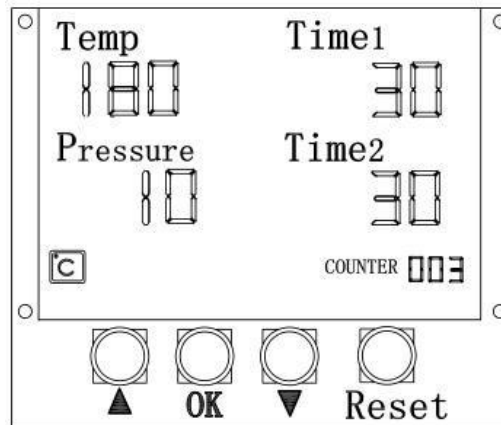 Temp Time1
180 30
Pressure Time2
10 30
°C COUNTER 003
OK Reset